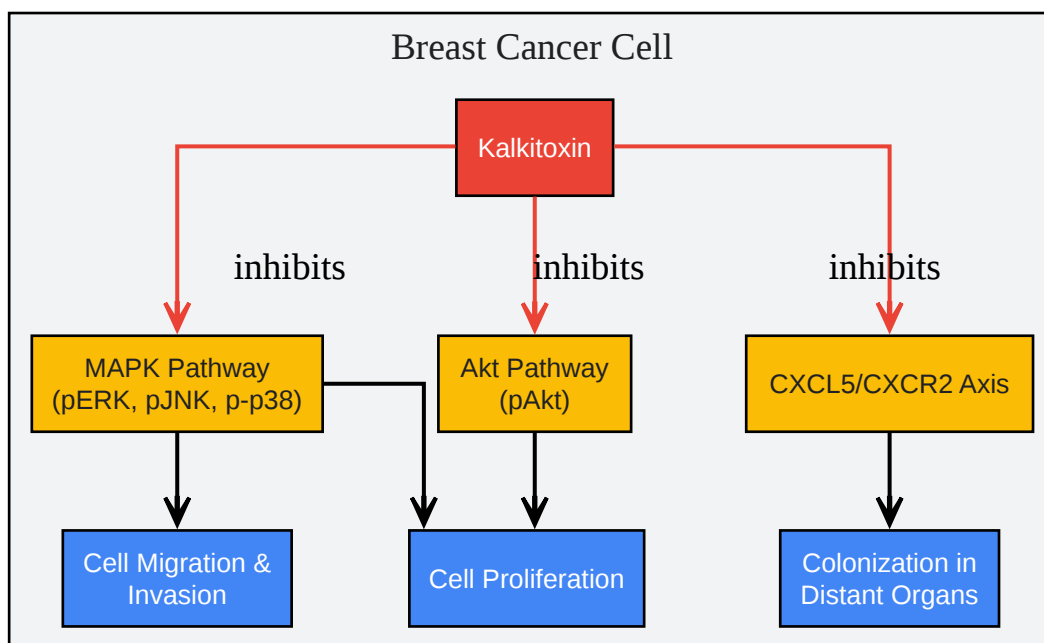 Breast Cancer Cell
Kalkitoxin
inhibits
inhibits
inhibits
MAPK Pathway
(pERK, pJNK, p-p38)
Akt Pathway
(pAkt)
CXCL5/CXCR2 Axis
Cell Migration &
Invasion
Cell Proliferation
Colonization in
Distant Organs